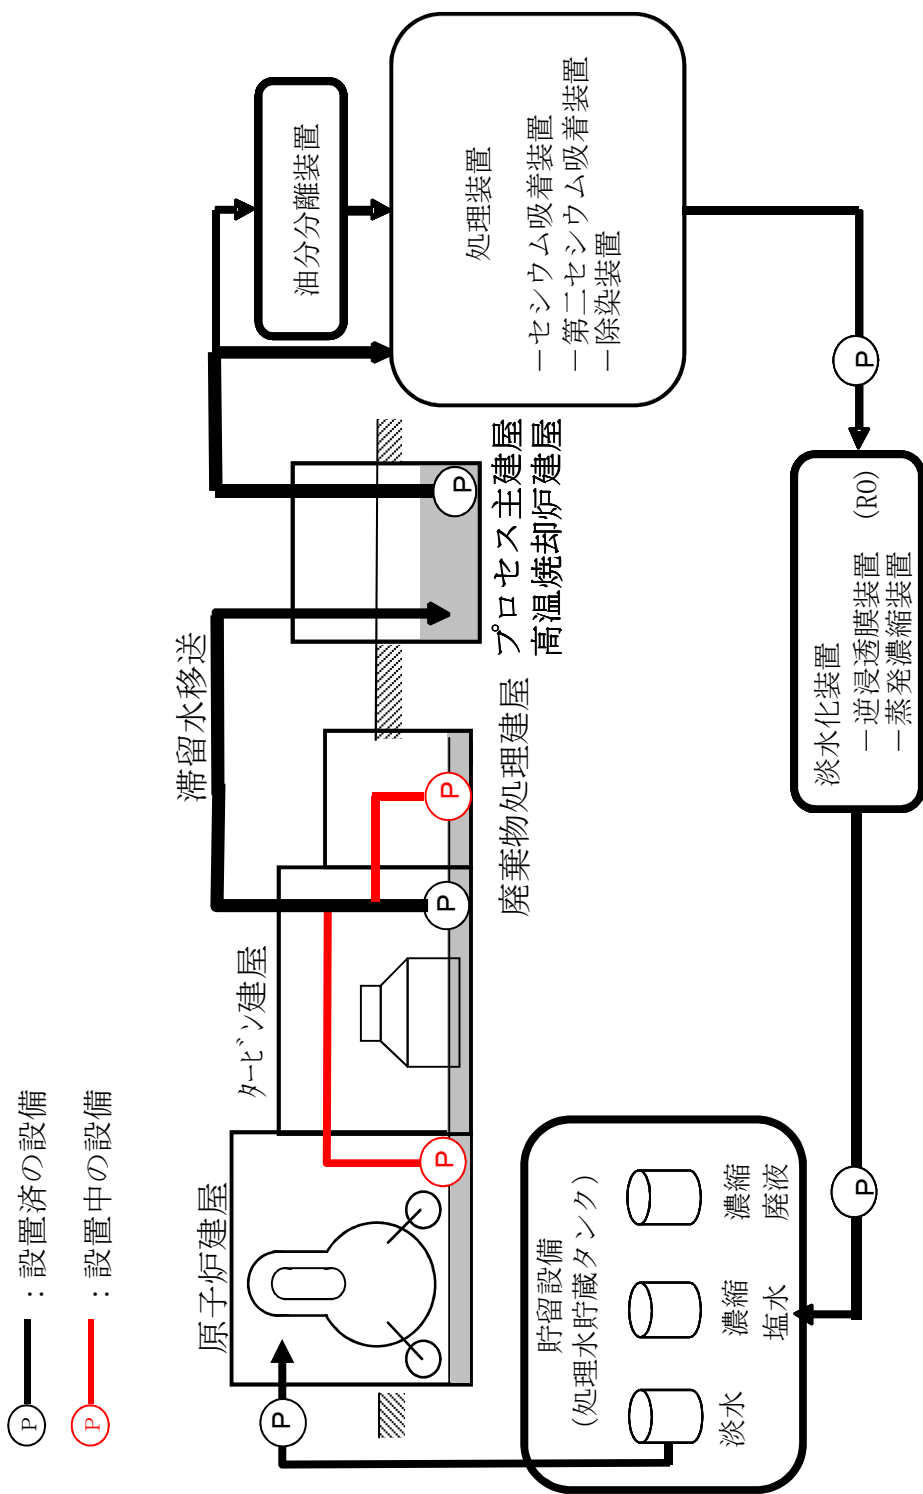 P：設置済の設備
P：設置中の設備
原子炉建屋
ﾀｰﾋﾞﾝ建屋
滞留水移送
廃棄物処理建屋
プロセス主建屋
高温焼却炉建屋
油分分離装置
処理装置
－セシウム吸着装置
－第二セシウム吸着装置
－除染装置
淡水化装置
－逆浸透膜装置 (RO)
－蒸発濃縮装置
貯留設備
(処理水貯蔵タンク)
淡水
濃縮
塩水
濃縮
廃液
P
P
P
P
P
P
P